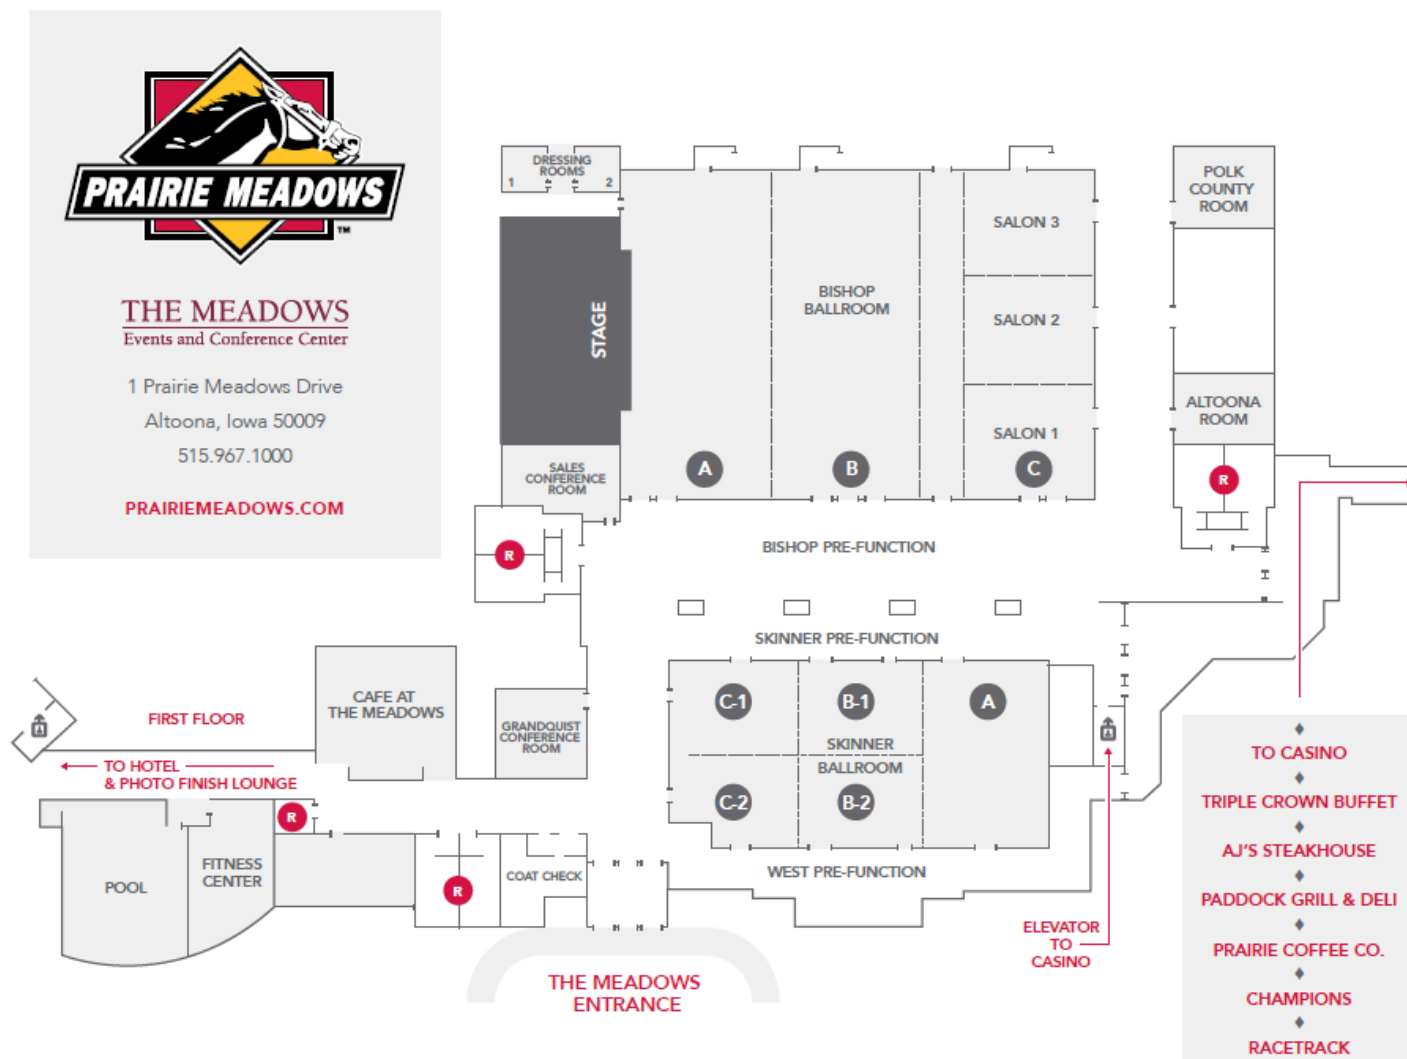 PRAIRIE MEADOWS
TM
THE MEADOWS
Events and Conference Center
1 Prairie Meadows Drive
Altoona, Iowa 50009
515.967.1000
PRAIRIEMEADOWS.COM
DRESSING
ROOMS
1
2
STAGE
SALES
CONFERENCE
ROOM
BISHOP
BALLROOM
SALON 3
SALON 2
SALON 1
A
B
C
POLK
COUNTY
ROOM
ALTOONA
ROOM
R
R
BISHOP PRE-FUNCTION
SKINNER PRE-FUNCTION
CAFE AT
THE MEADOWS
GRANDQUIST
CONFERENCE
ROOM
C-1
B-1
A
SKINNER
BALLROOM
C-2
B-2
WEST PRE-FUNCTION
FIRST FLOOR
TO HOTEL
& PHOTO FINISH LOUNGE
R
POOL
FITNESS
CENTER
R
COAT CHECK
THE MEADOWS
ENTRANCE
ELEVATOR
TO
CASINO
TO CASINO
TRIPLE CROWN BUFFET
AJ'S STEAKHOUSE
PADDOCK GRILL & DELI
PRAIRIE COFFEE CO.
CHAMPIONS
RACETRACK